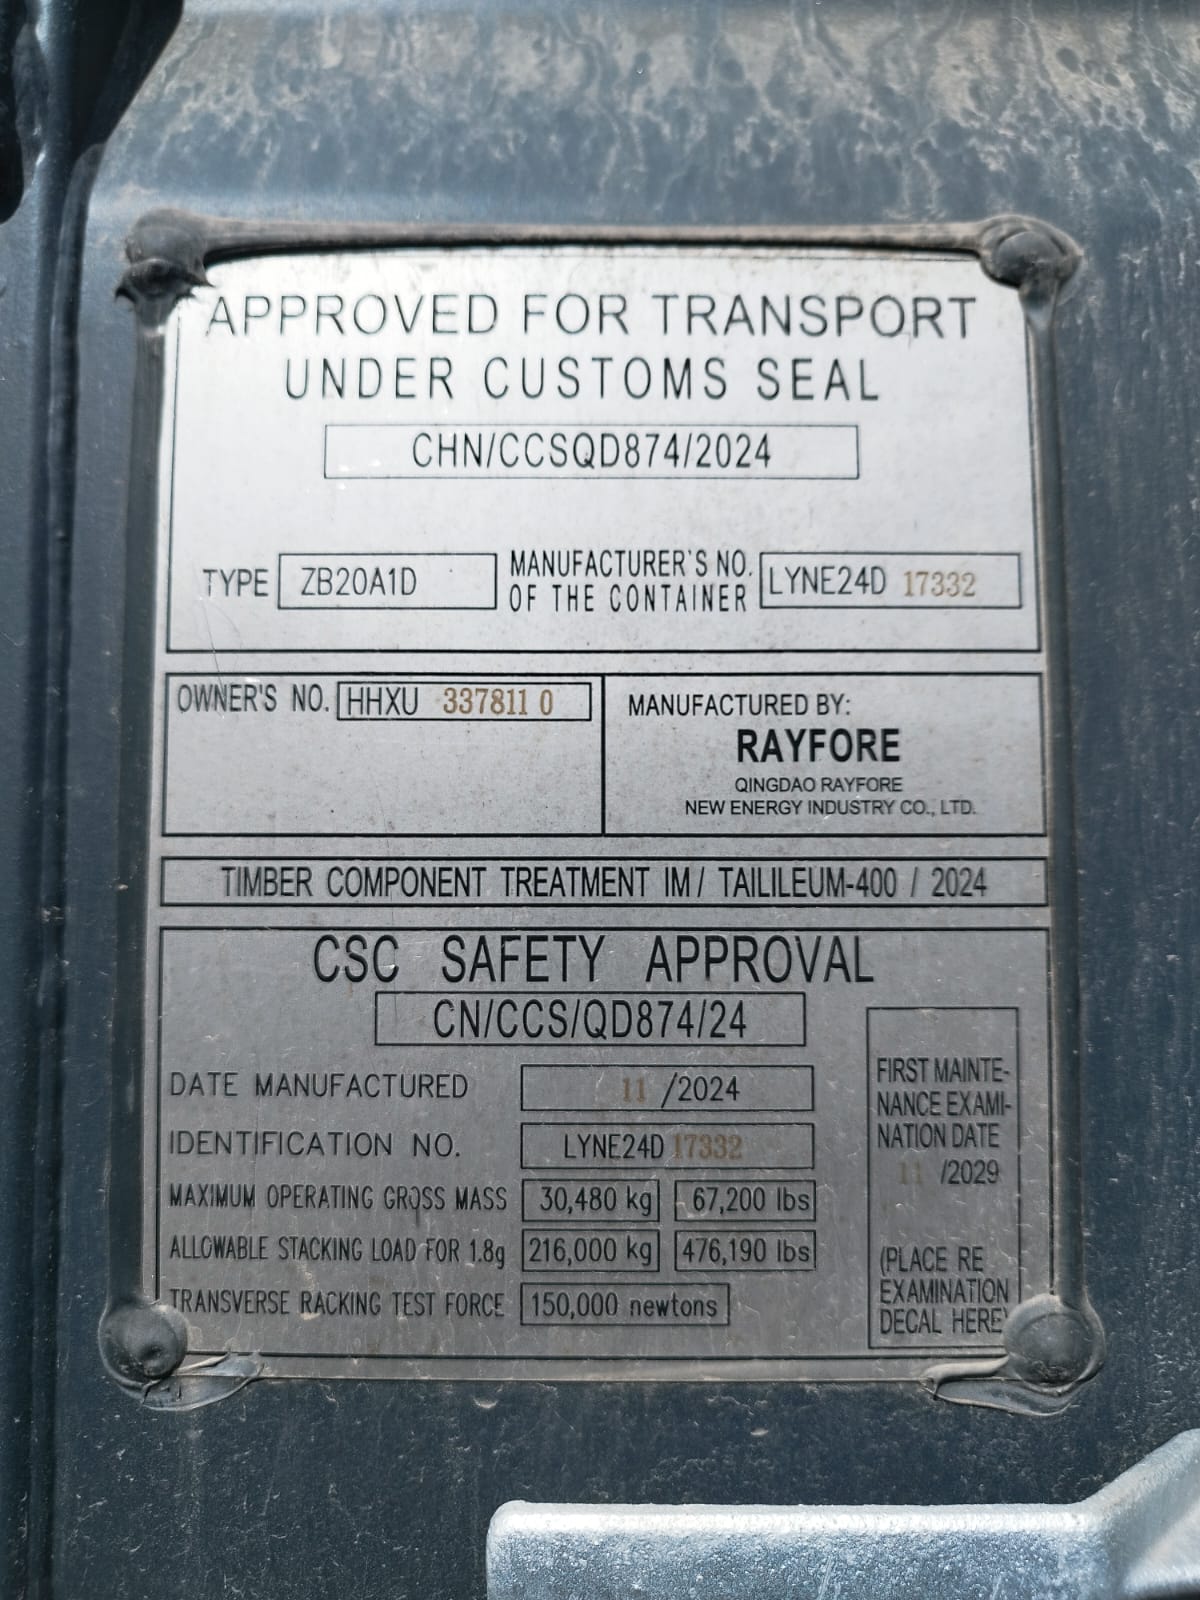 APPROVED FOR TRANSPORT
UNDER CUSTOMS SEAL
CHN/CCSQD874/2024
TYPE ZB20A1D MANUFACTURER'S NO. OF THE CONTAINER LYNE24D 17332
OWNER'S NO. HHXU 337811 0
MANUFACTURED BY:
RAYFORE
QINGDAO RAYFORE
NEW ENERGY INDUSTRY CO., LTD.
TIMBER COMPONENT TREATMENT IM / TAILILEUM-400 / 2024
CSC SAFETY APPROVAL
CN/CCS/QD874/24
DATE MANUFACTURED 11 /2024
IDENTIFICATION NO. LYNE24D 17332
MAXIMUM OPERATING GROSS MASS 30,480 kg 67,200 lbs
ALLOWABLE STACKING LOAD FOR 1.8g 216,000 kg 476,190 lbs
TRANSVERSE RACKING TEST FORCE 150,000 newtons
FIRST MAINTE-
NANCE EXAMI-
NATION DATE
11 /2029
(PLACE RE
EXAMINATION
DECAL HERE)